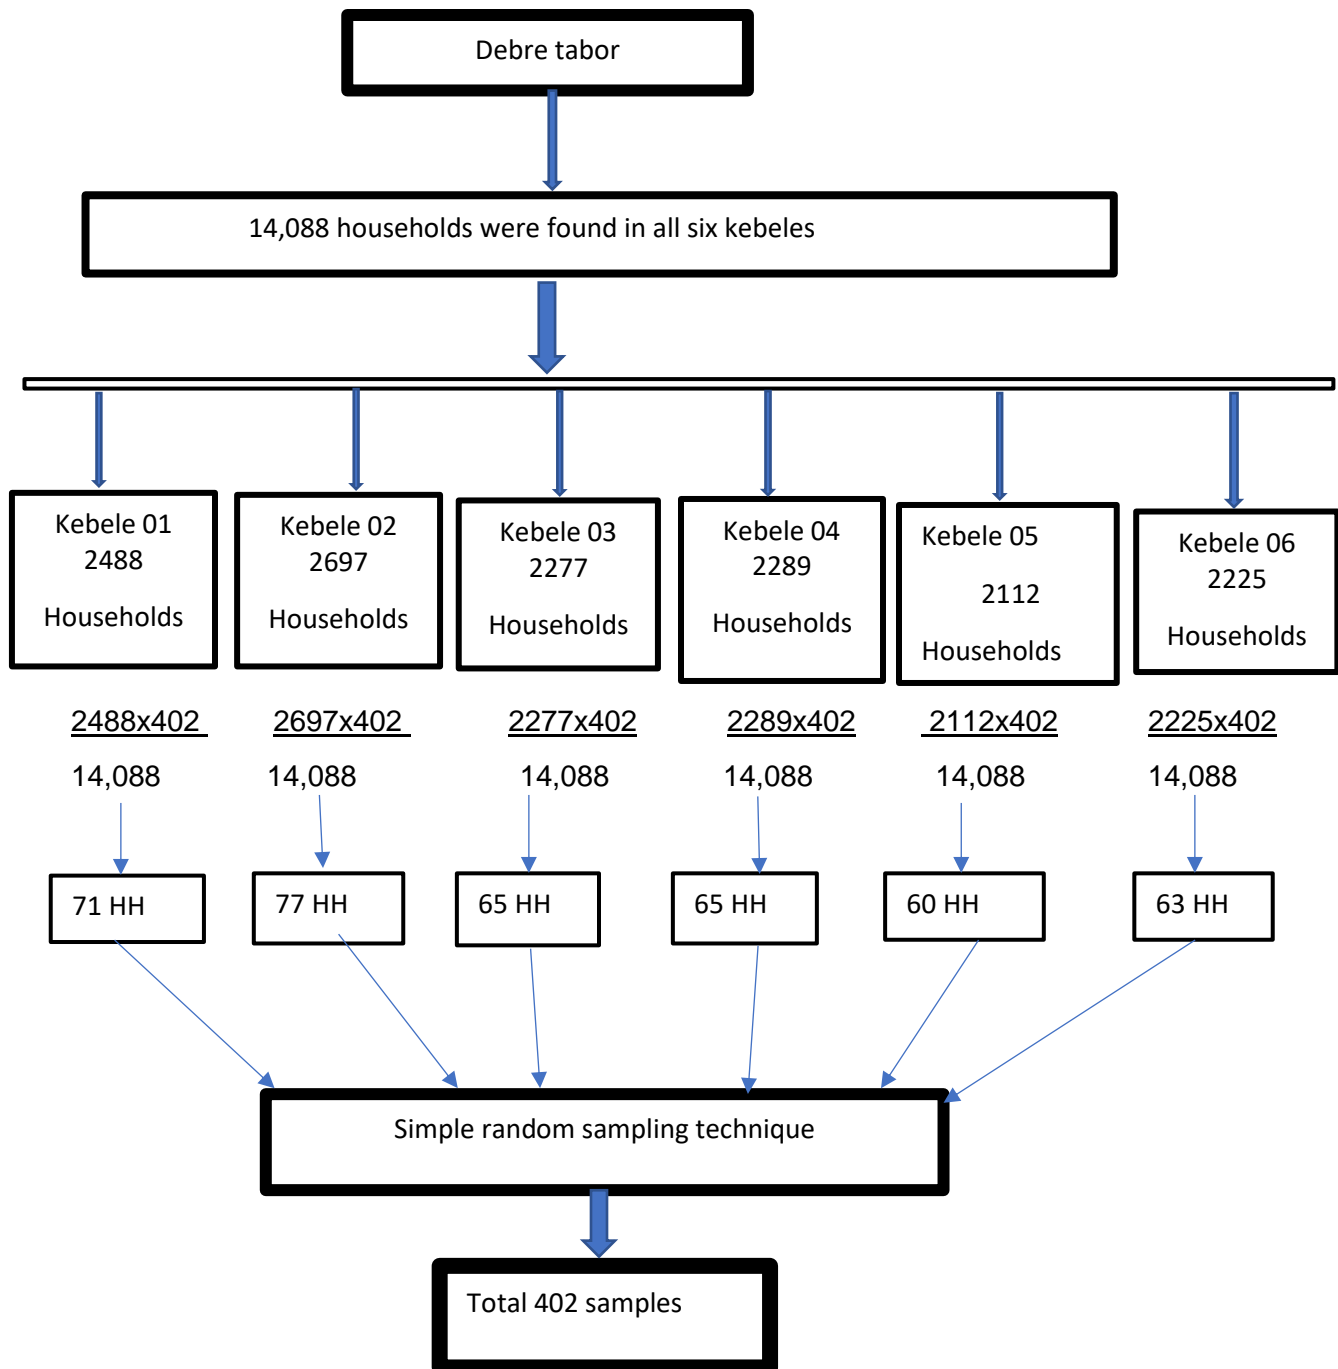 Debre tabor
14,088 households were found in all six kebeles
Kebele 01
2488
Households
Kebele 02
2697
Households
Kebele 03
2277
Households
Kebele 04
2289
Households
Kebele 05
2112
Households
Kebele 06
2225
Households
2488x402
14,088
2697x402
14,088
2277x402
14,088
2289x402
14,088
2112x402
14,088
2225x402
14,088
71 HH
77 HH
65 HH
65 HH
60 HH
63 HH
Simple random sampling technique
Total 402 samples